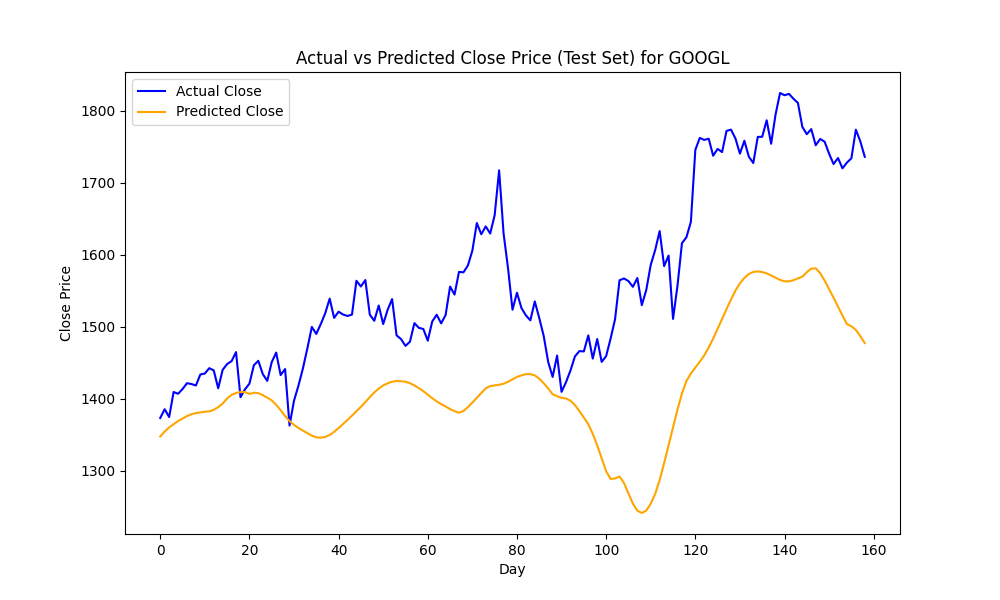 Actual vs Predicted Close Price (Test Set) for GOOGL
Actual Close
Predicted Close
1800
1700
1600
1500
1400
1300
Close Price
0 20 40 60 80 100 120 140 160
Day